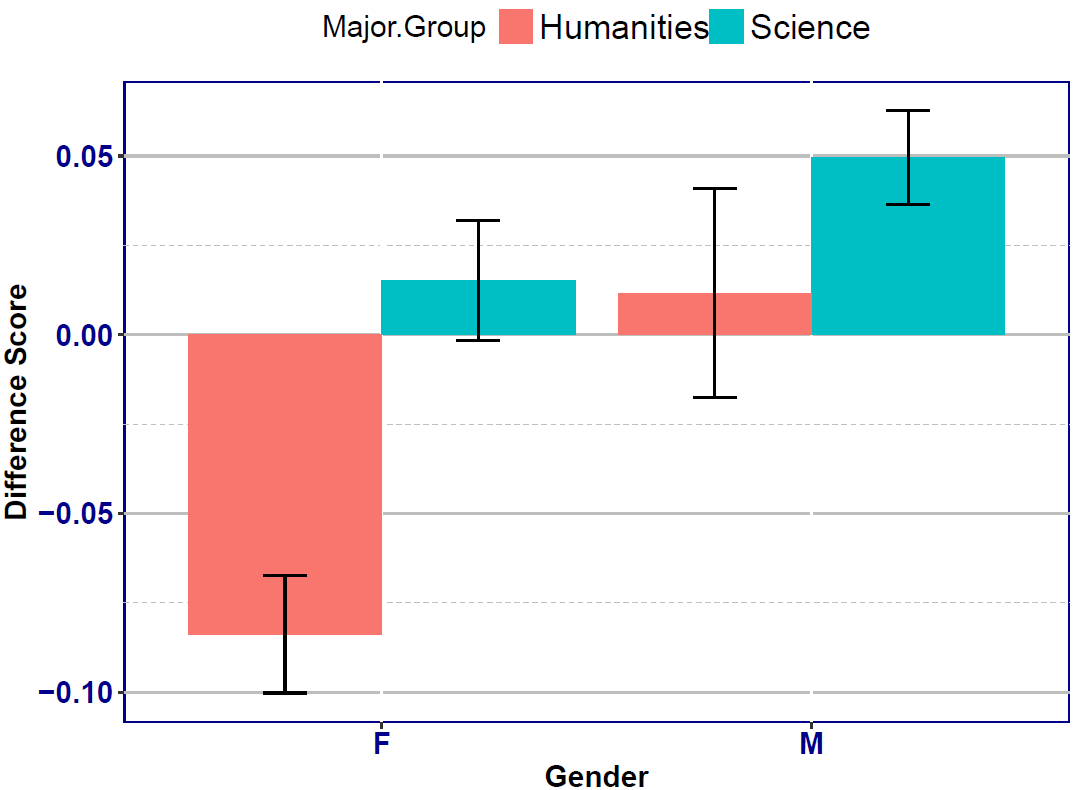 Major.Group Humanities Science
0.05
0.00
−0.05
−0.10
Difference Score
F M
Gender